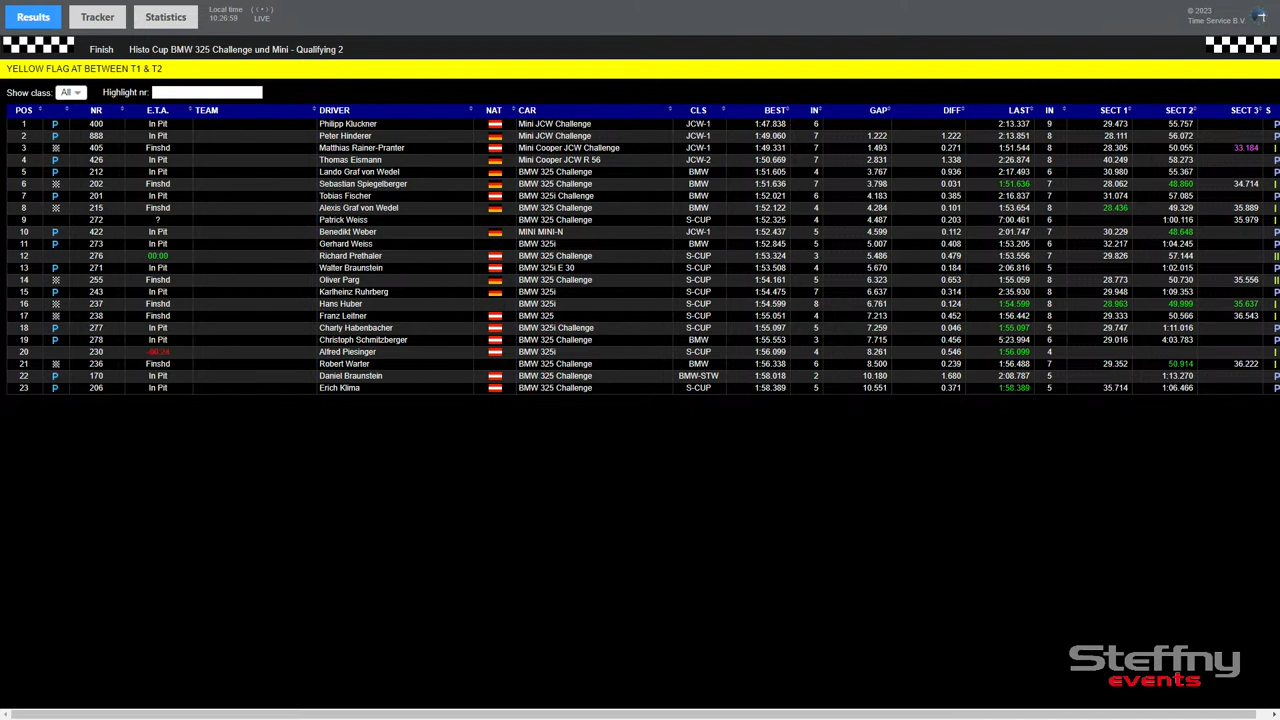 Results Tracker Statistics Local time 10:26:59 LIVE © 2023 Time Service B.V.
Finish Histo Cup BMW 325 Challenge und Mini - Qualifying 2
YELLOW FLAG AT BETWEEN T1 & T2
Show class: All Highlight nr:
POS NR E.T.A. TEAM DRIVER NAT CAR CLS BEST IN GAP DIFF LAST IN SECT 1 SECT 2 SECT 3 S
1 P 400 In Pit Philipp Kluckner Mini JCW Challenge JCW-1 1:47.838 6 2:13.337 9 29.473 55.757 P
2 P 888 In Pit Peter Hinderer Mini JCW Challenge JCW-1 1:49.060 7 1.222 1.222 2:13.851 8 28.111 56.072 P
3 405 Finshd Matthias Rainer-Pranter Mini Cooper JCW Challenge JCW-1 1:49.331 7 1.493 0.271 1:51.544 8 28.305 50.055 33.184
4 P 426 In Pit Thomas Eismann Mini Cooper JCW R 56 JCW-2 1:50.669 7 2.831 1.338 2:26.874 8 40.249 58.273 P
5 P 212 In Pit Lando Graf von Wedel BMW 325 Challenge BMW 1:51.605 4 3.767 0.936 2:17.493 6 30.980 55.367 P
6 202 Finshd Sebastian Spiegelberger BMW 325 Challenge BMW 1:51.636 7 3.798 0.031 1:51.636 7 28.062 48.860 34.714
7 P 201 In Pit Tobias Fischer BMW 325 Challenge BMW 1:52.021 6 4.183 0.385 2:16.837 7 31.074 57.085 P
8 215 Finshd Alexis Graf von Wedel BMW 325 Challenge BMW 1:52.122 4 4.284 0.101 1:53.654 8 28.436 49.329 35.889
9 272 ? Patrick Weiss BMW 325 Challenge S-CUP 1:52.325 4 4.487 0.203 7:00.461 6 1:00.116 35.979
10 P 422 In Pit Benedikt Weber MINI MINI-N JCW-1 1:52.437 5 4.599 0.112 2:01.747 7 30.229 48.648 P
11 P 273 In Pit Gerhard Weiss BMW 325i BMW 1:52.845 5 5.007 0.408 1:53.205 6 32.217 1:04.245 P
12 276 00:00 Richard Prethaler BMW 325i Challenge S-CUP 1:53.324 3 5.486 0.479 1:53.556 7 29.826 57.144
13 P 271 In Pit Walter Braunstein BMW 325i E 30 S-CUP 1:53.508 4 5.670 0.184 2:06.816 5 1:02.015 P
14 255 Finshd Oliver Parg BMW 325 Challenge S-CUP 1:54.161 5 6.323 0.653 1:55.059 8 28.773 50.730 35.556
15 P 243 In Pit Karlheinz Ruhrberg BMW 325i S-CUP 1:54.475 7 6.637 0.314 2:35.930 8 29.948 1:09.353 P
16 237 Finshd Hans Huber BMW 325i S-CUP 1:54.599 8 6.761 0.124 1:54.599 8 28.963 49.999 35.637
17 238 Finshd Franz Leitner BMW 325 S-CUP 1:55.051 4 7.213 0.452 1:56.442 8 29.333 50.566 36.543
18 P 277 In Pit Charly Habenbacher BMW 325i Challenge S-CUP 1:55.097 5 7.259 0.046 1:55.097 5 29.747 1:11.016 P
19 P 278 In Pit Christoph Schmitzberger BMW 325i Challenge S-CUP 1:55.553 3 7.715 0.456 5:23.994 6 29.016 4:03.783 P
20 230 -00:24 Alfred Piesinger BMW 325i S-CUP 1:56.099 4 8.261 0.546 1:56.099 4
21 236 Finshd Robert Warter BMW 325 Challenge BMW 1:56.338 6 8.500 0.239 1:56.488 7 29.352 50.914 36.222
22 P 170 In Pit Daniel Braunstein BMW 325 Challenge BMW-STW 1:58.018 2 10.180 1.680 2:08.787 5 1:13.270 P
23 P 206 In Pit Erich Klima BMW 325 Challenge S-CUP 1:58.389 5 10.551 0.371 1:58.389 5 35.714 1:06.466 P
Steffny
events